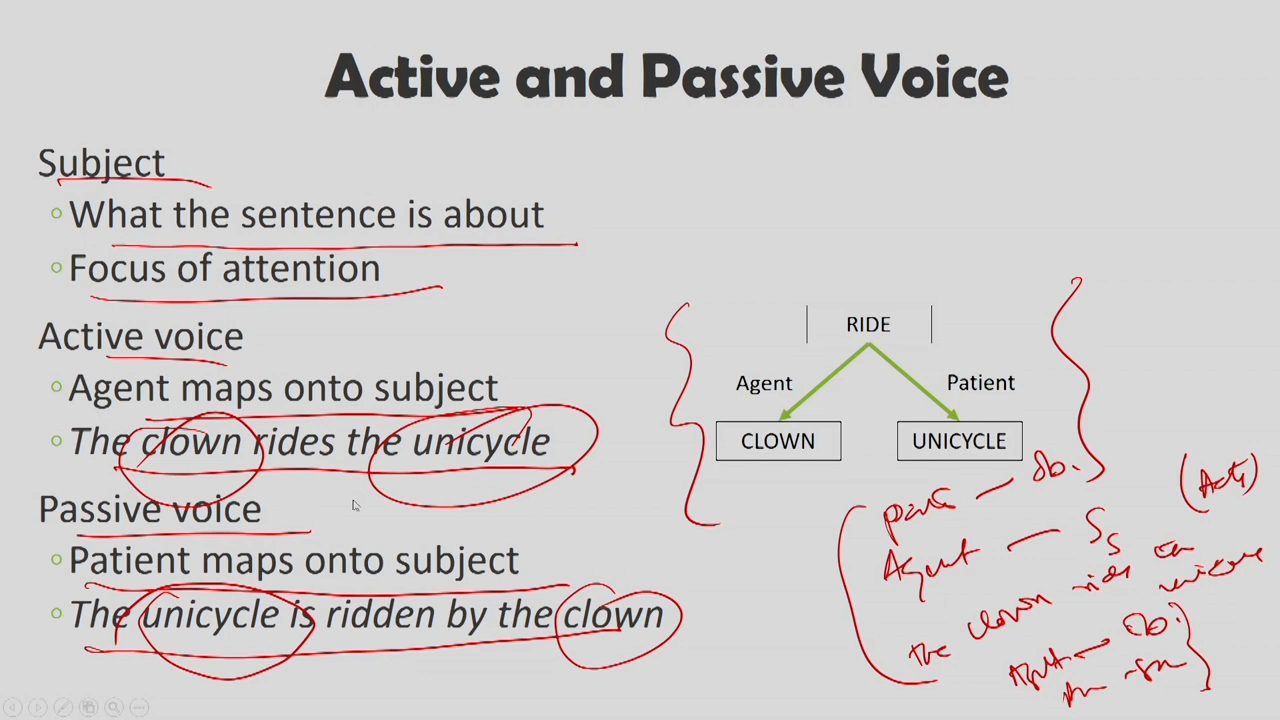 Active and Passive Voice
Subject
What the sentence is about
Focus of attention
Active voice
Agent maps onto subject
The clown rides the unicycle
Passive voice
Patient maps onto subject
The unicycle is ridden by the clown
RIDE
Agent Patient
CLOWN UNICYCLE
Ob.
Agent — S
the clown rides
Ob.